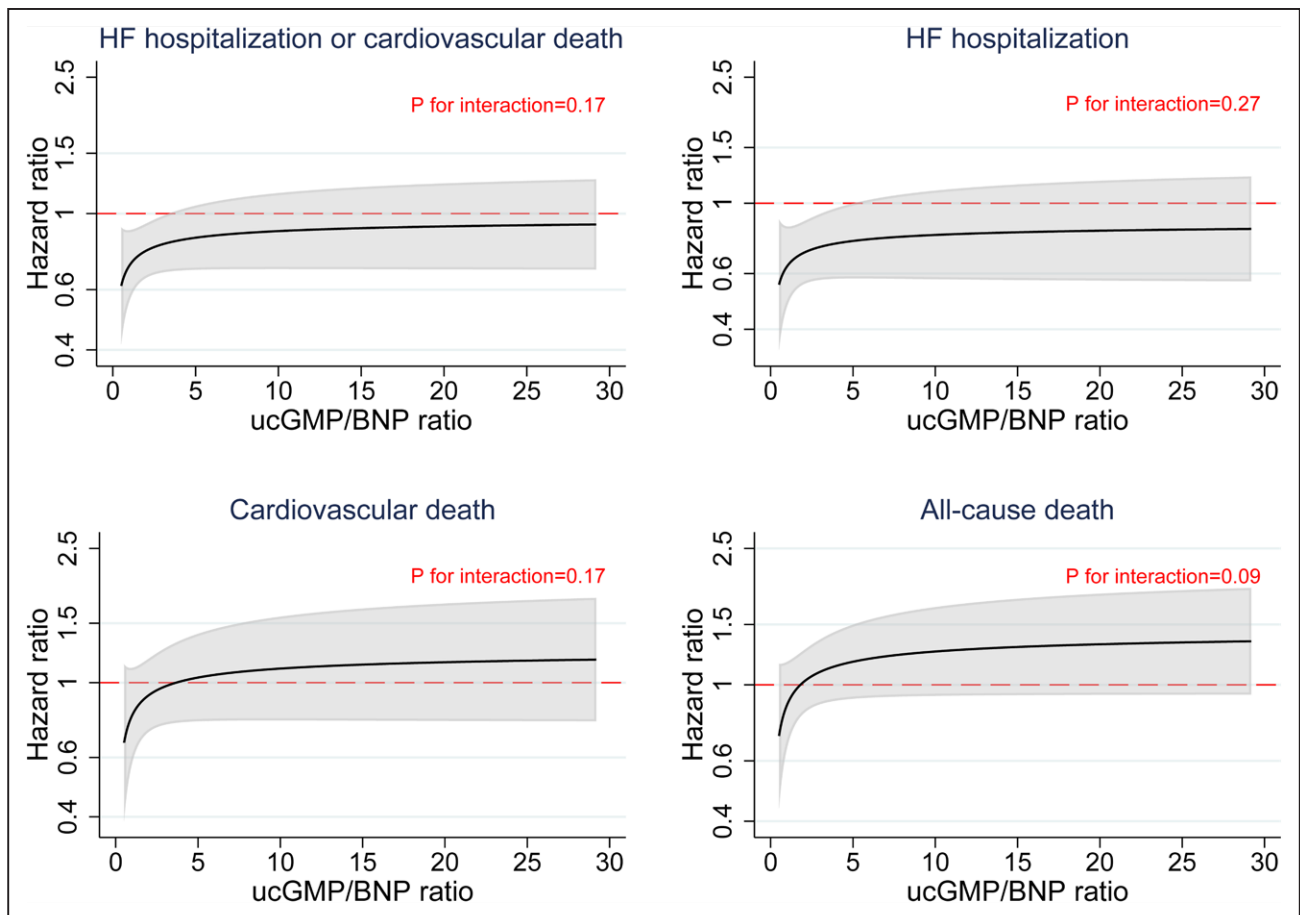 HF hospitalization or cardiovascular death
P for interaction=0.17
Hazard ratio
2.5
1.5
1
0.6
0.4
0 5 10 15 20 25 30
ucGMP/BNP ratio
HF hospitalization
P for interaction=0.27
Hazard ratio
2.5
1.5
1
0.6
0.4
0 5 10 15 20 25 30
ucGMP/BNP ratio
Cardiovascular death
P for interaction=0.17
Hazard ratio
2.5
1.5
1
0.6
0.4
0 5 10 15 20 25 30
ucGMP/BNP ratio
All-cause death
P for interaction=0.09
Hazard ratio
2.5
1.5
1
0.6
0.4
0 5 10 15 20 25 30
ucGMP/BNP ratio